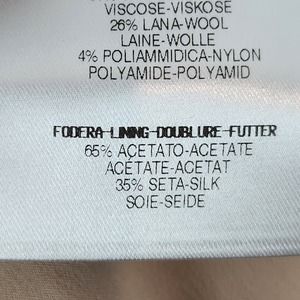 VISCOSE-VISKOSE
26% LANA-WOOL
LAINE-WOLLE
4% POLIAMMIDICA-NYLON
POLYAMIDE-POLYAMID
FODERA-LINING-DOUBLURE-FUTTER
65% ACETATO-ACETATE
ACÉTATE-ACETAT
35% SETA-SILK
SOIE-SEIDE